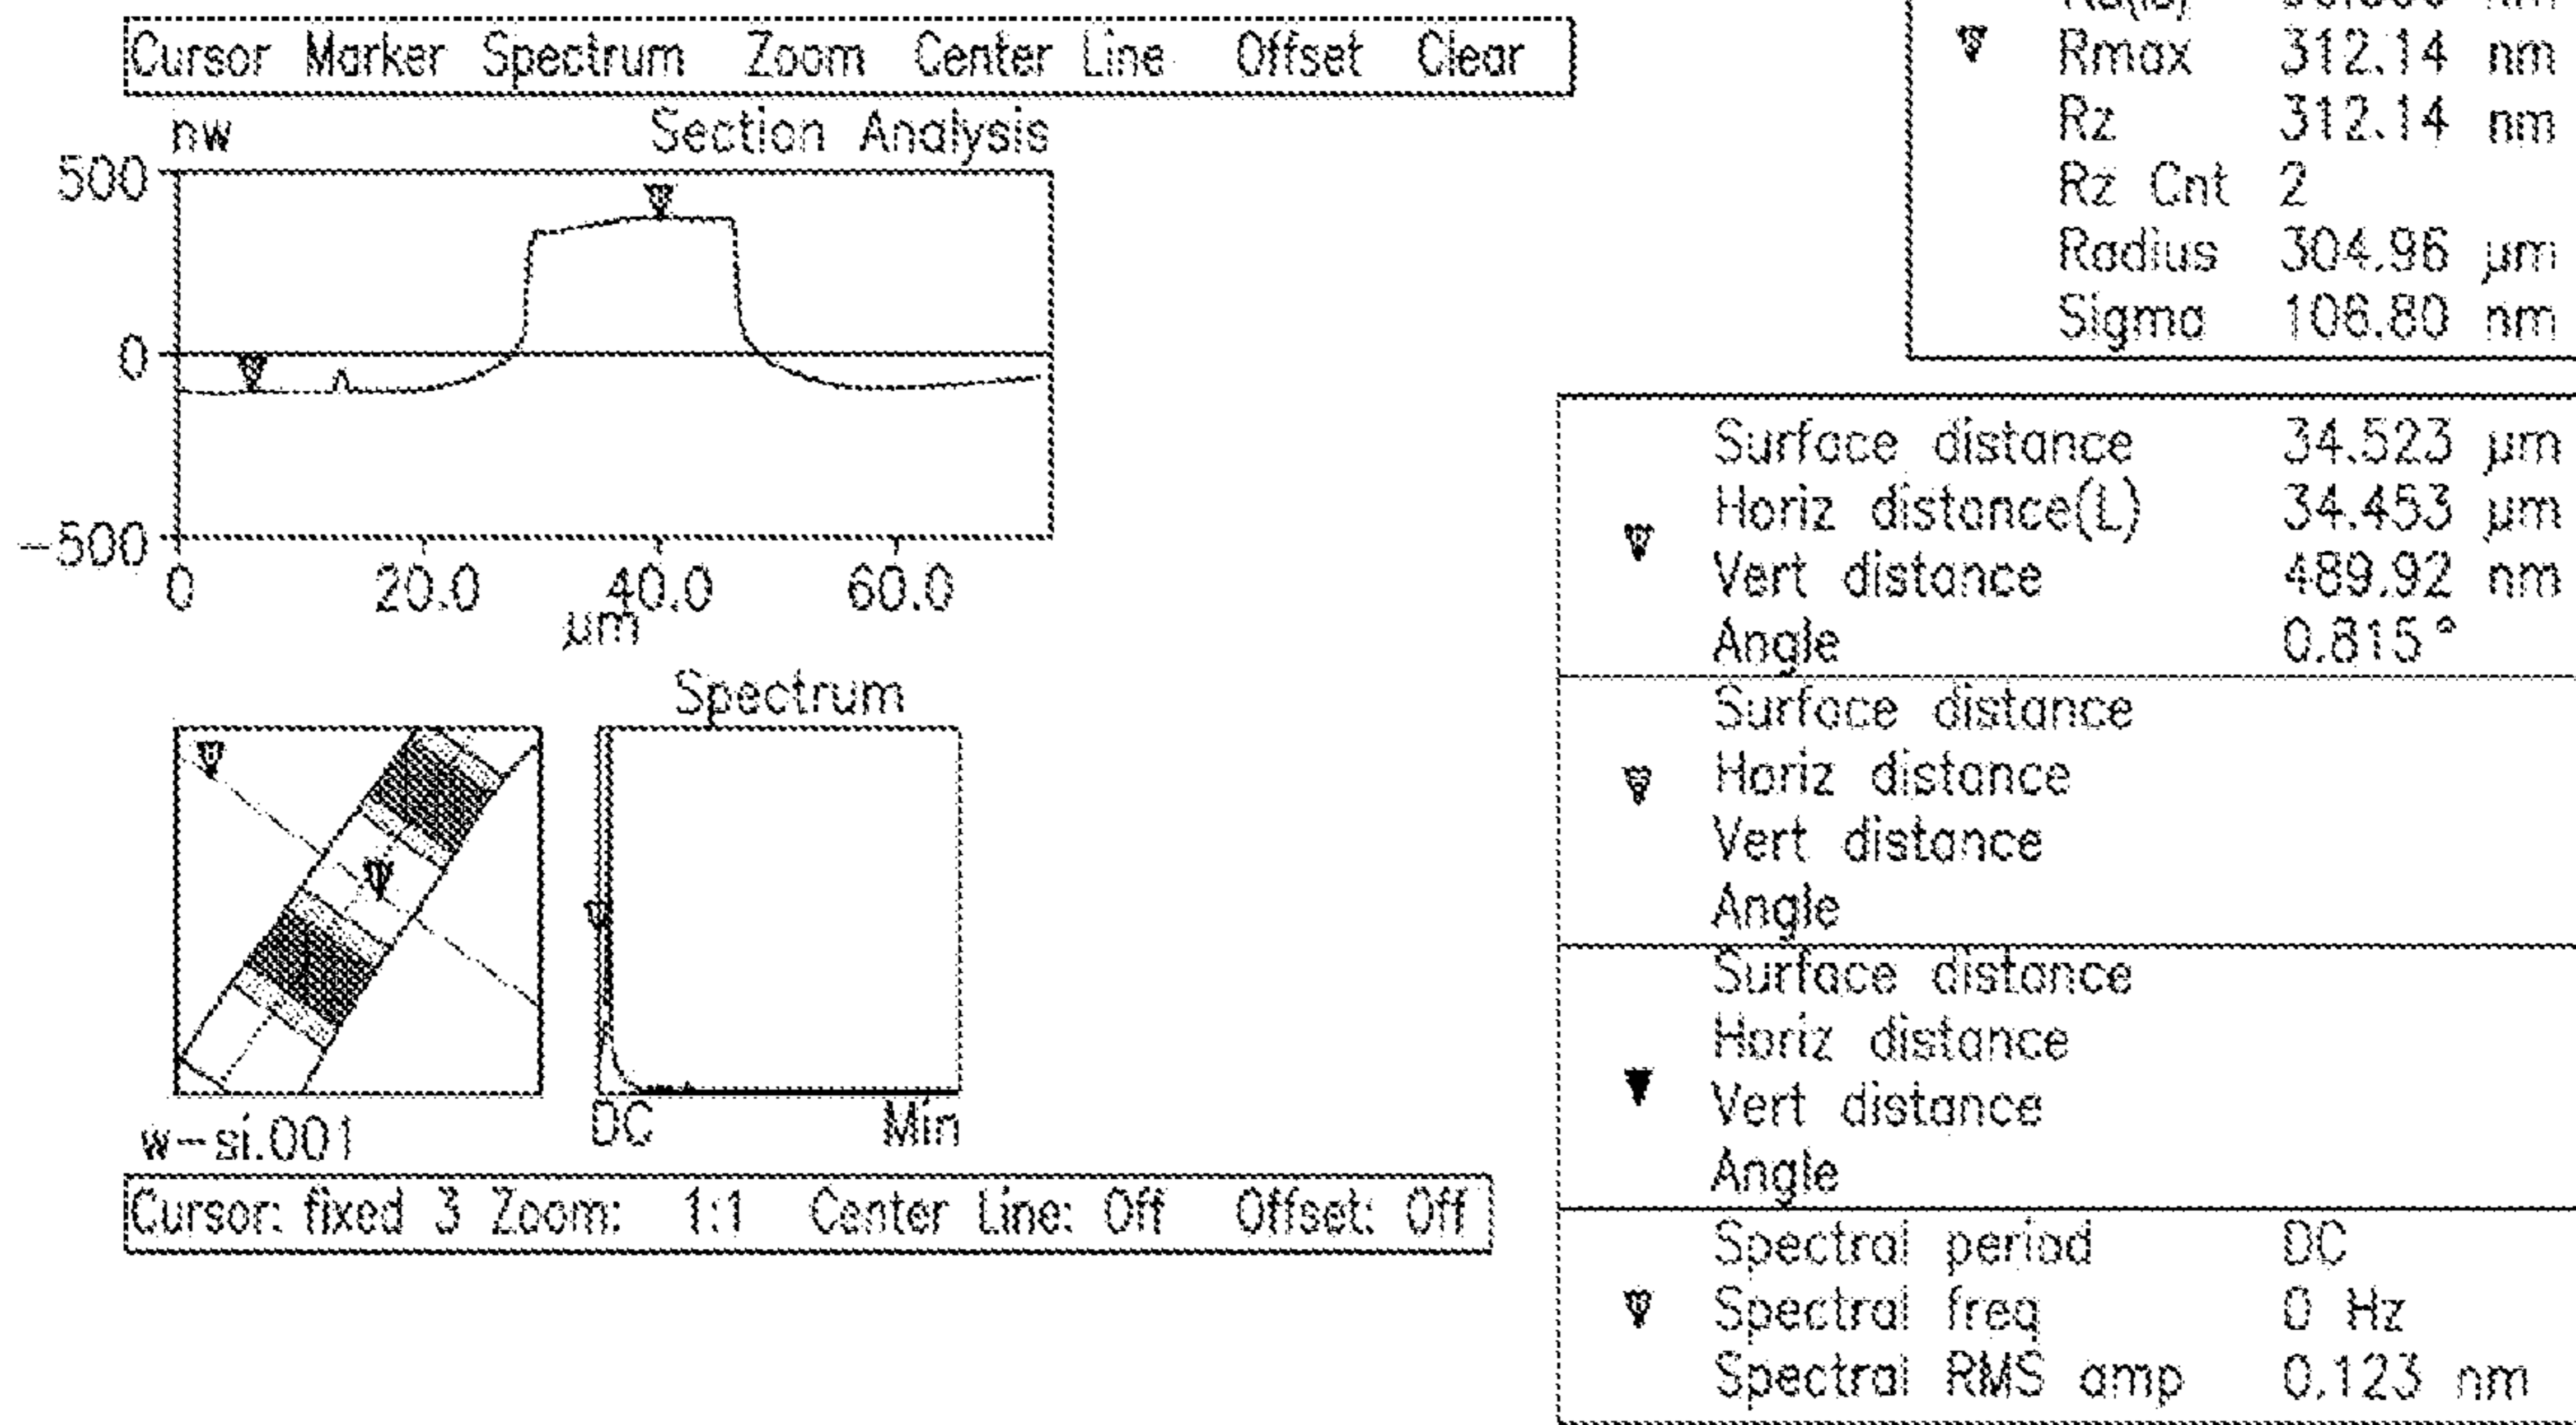 Cursor Marker Spectrum Zoom Center Line Offset Clear
nw Section Analysis
500
0
-500
0 20.0 40.0 60.0
µm
Spectrum
DC Min
w-si.001
Cursor: fixed 3 Zoom: 1:1 Center Line: Off Offset: Off
Rmax 312.14 nm
Rz 312.14 nm
Rz Cnt 2
Radius 304.96 µm
Sigma 106.80 nm
Surface distance 34.523 µm
Horiz distance(L) 34.453 µm
Vert distance 489.92 nm
Angle 0.815°
Surface distance
Horiz distance
Vert distance
Angle
Surface distance
Horiz distance
Vert distance
Angle
Spectral period DC
Spectral freq 0 Hz
Spectral RMS amp 0.123 nm